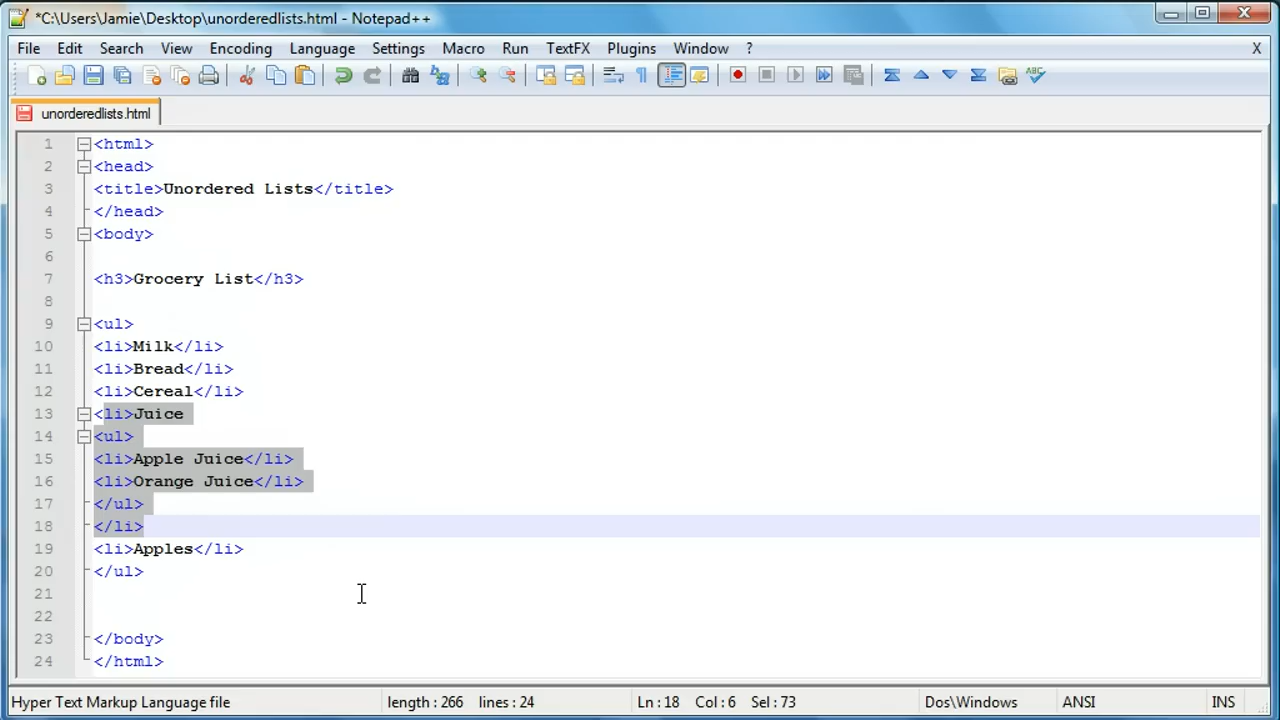 *C:\Users\Jamie\Desktop\unorderedlists.html - Notepad++
File Edit Search View Encoding Language Settings Macro Run TextFX Plugins Window ? X
ABC
unorderedlists.html
1 <html>
2 <head>
3 <title>Unordered Lists</title>
4 </head>
5 <body>
6
7 <h3>Grocery List</h3>
8
9 <ul>
10 <li>Milk</li>
11 <li>Bread</li>
12 <li>Cereal</li>
13 <li>Juice
14 <ul>
15 <li>Apple Juice</li>
16 <li>Orange Juice</li>
17 </ul>
18 </li>
19 <li>Apples</li>
20 </ul>
21
22
23 </body>
24 </html>
Hyper Text Markup Language file length : 266 lines : 24 Ln : 18 Col : 6 Sel : 73 Dos\Windows ANSI INS